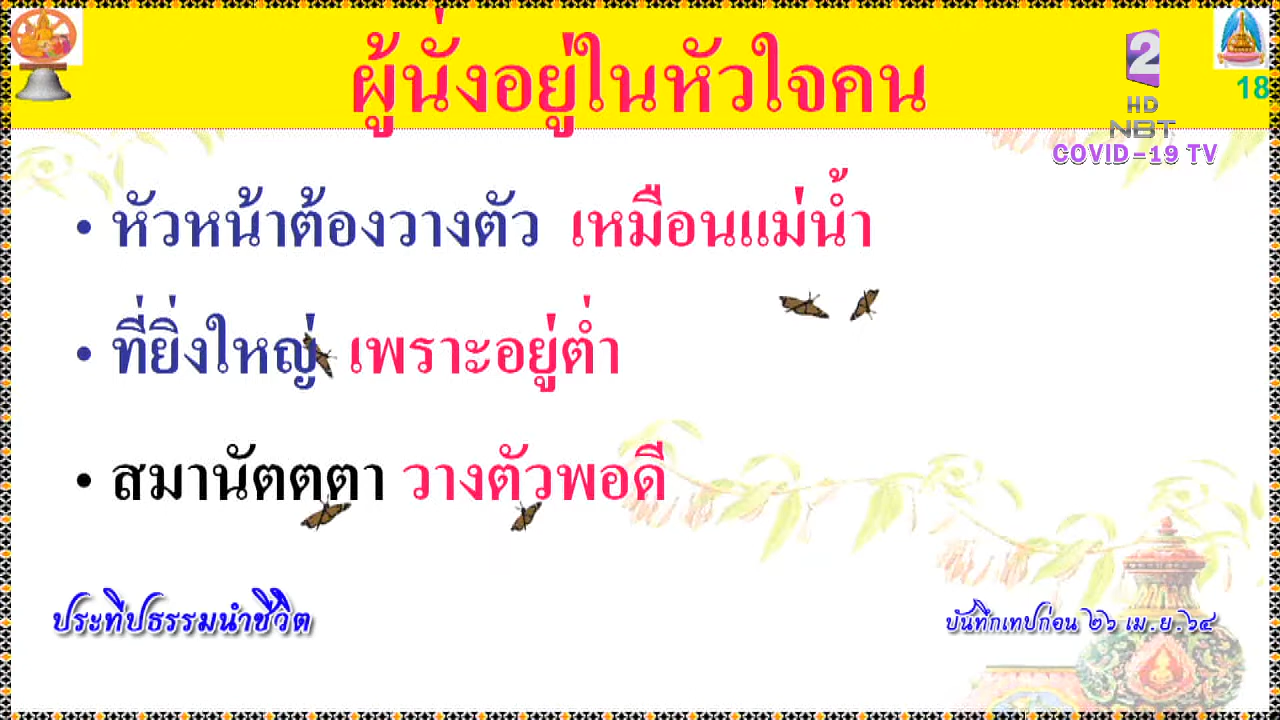 ผู้นั่งอยู่ในหัวใจคน
2
HD
NBT
18
COVID-19 TV
• หัวหน้าต้องวางตัว เหมือนแม่น้ำ
• ที่ยิ่งใหญ่ เพราะอยู่ต่ำ
• สมานัตตตา วางตัวพอดี
ประทีปธรรมนำชีวิต
บันทึกเทปก่อน ๒๖ เม.ย.๖๔